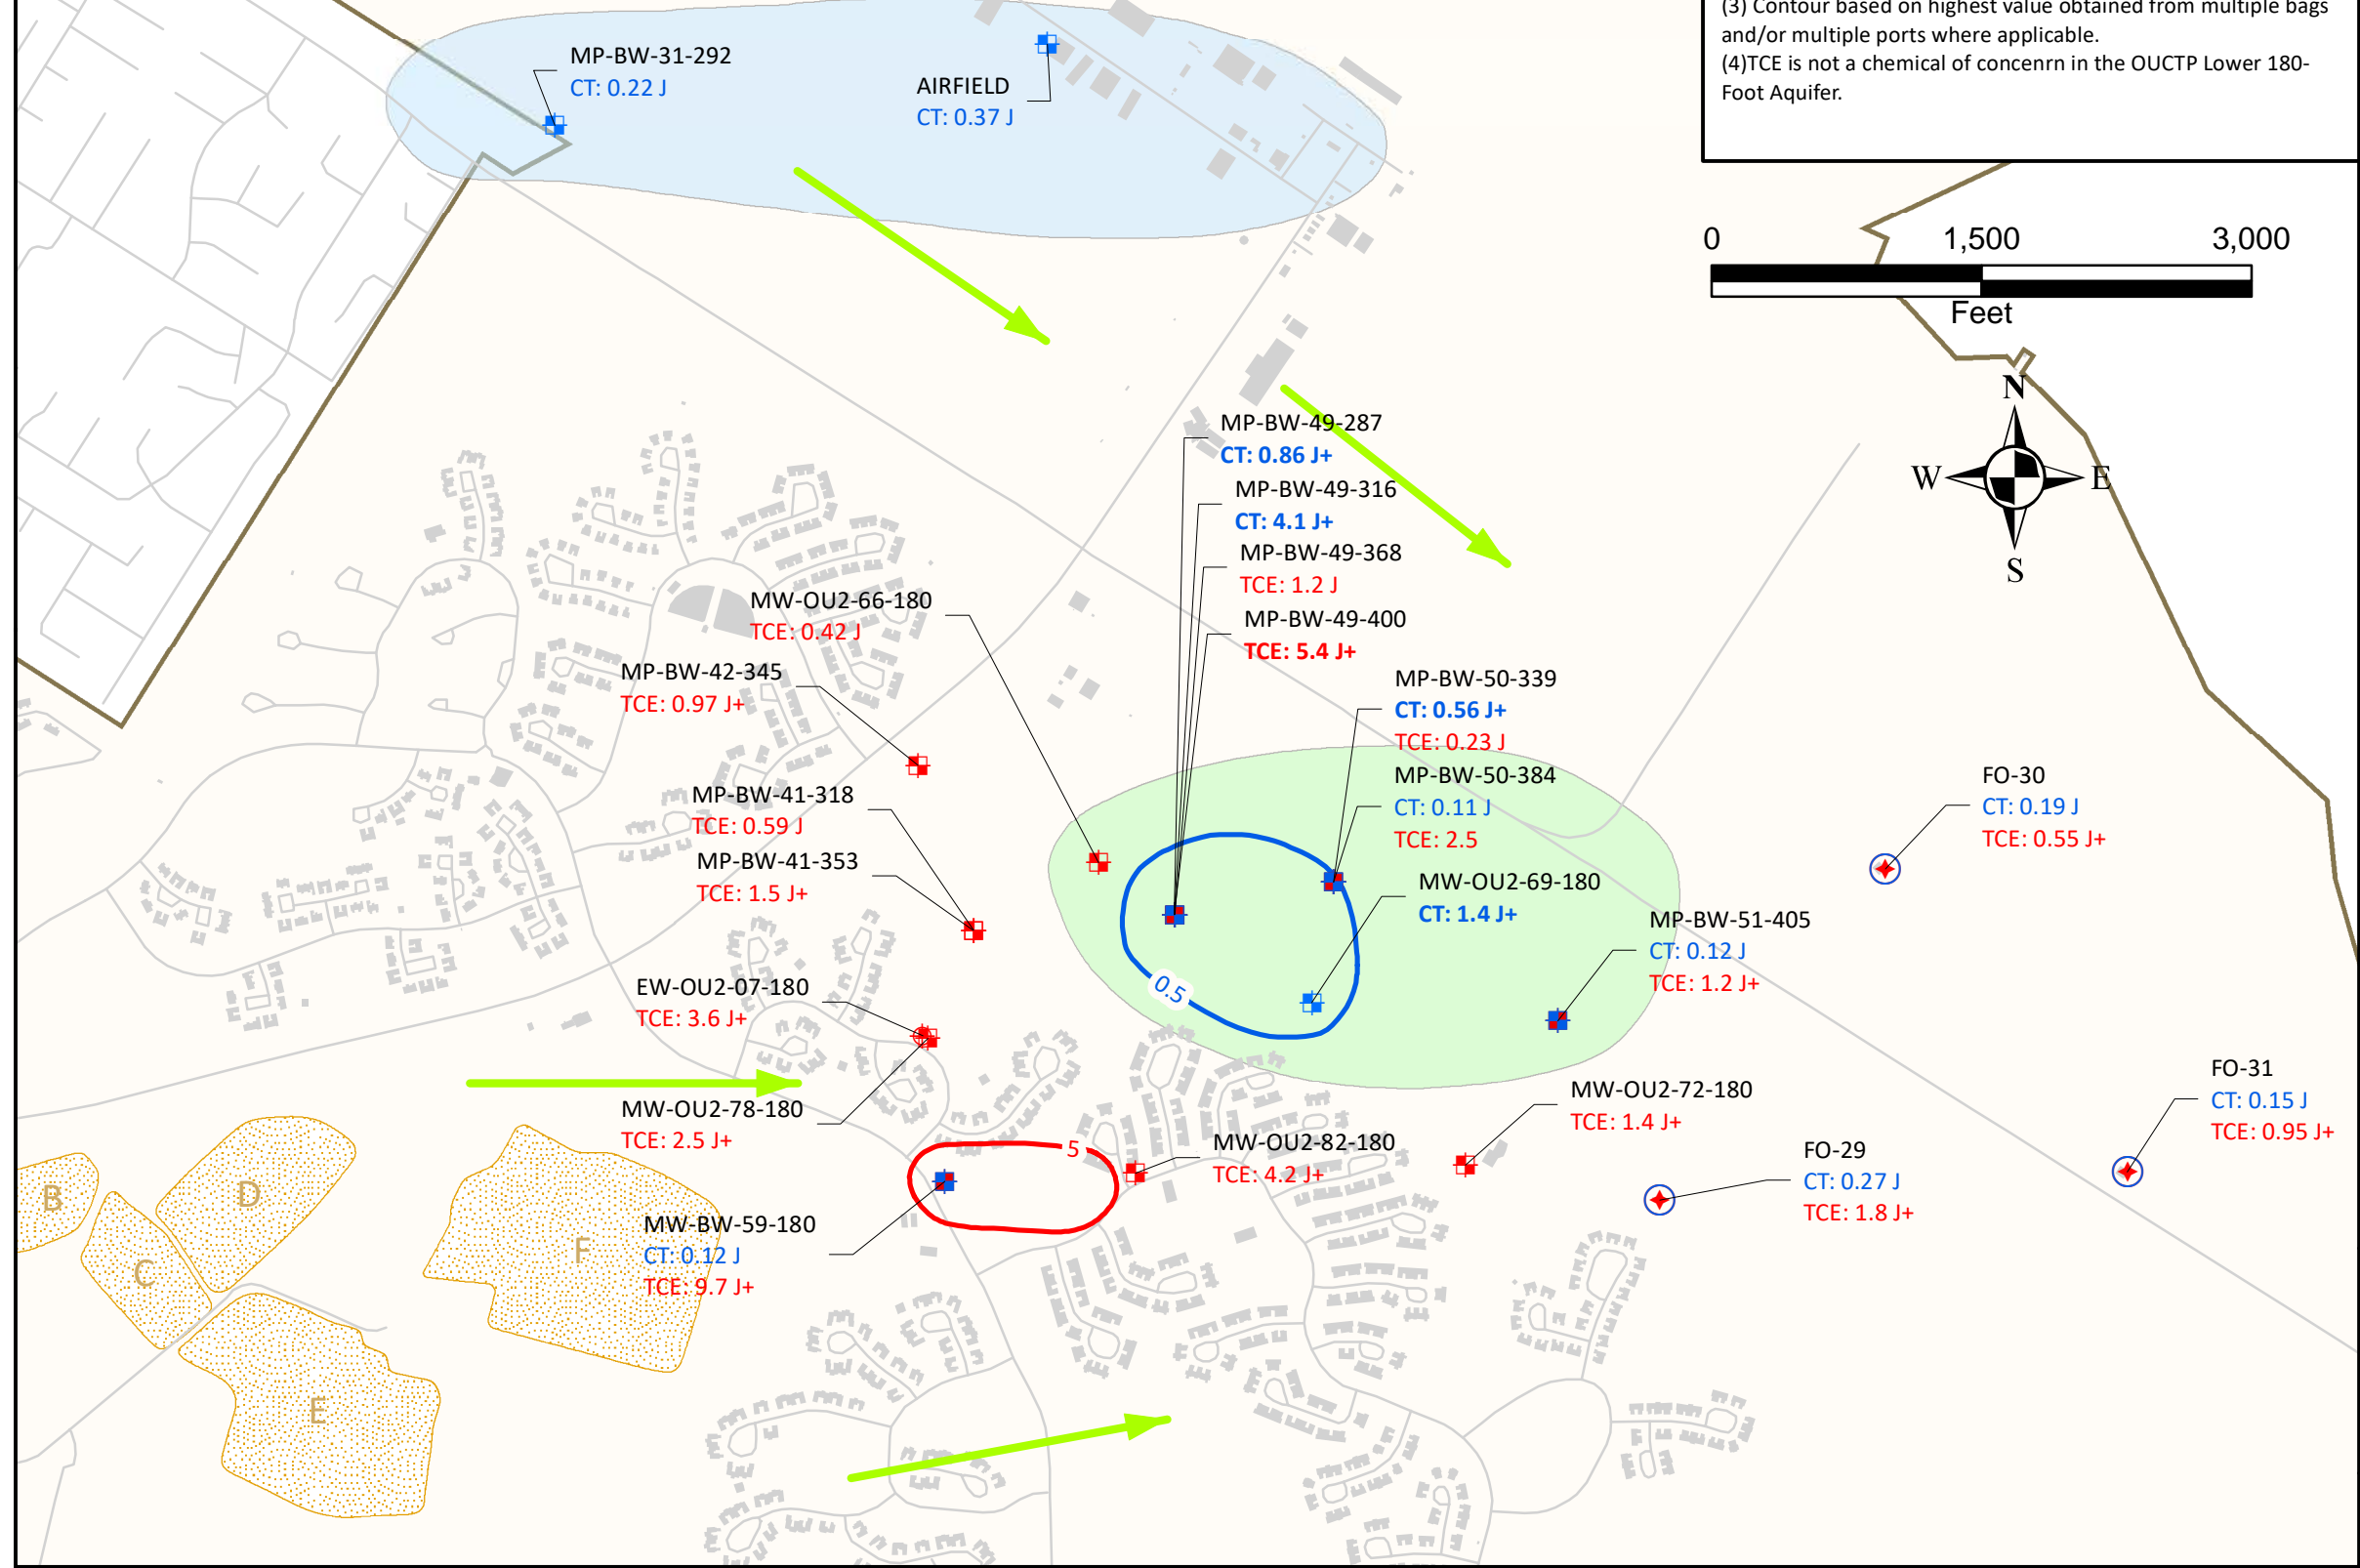 (3) Contour based on highest value obtained from multiple bags
and/or multiple ports where applicable.
(4)TCE is not a chemical of concenrn in the OUCTP Lower 180-
Foot Aquifer.
MP-BW-31-292
CT: 0.22 J
AIRFIELD
CT: 0.37 J
0 1,500 3,000
Feet
N
W E
S
MP-BW-49-287
CT: 0.86 J+
MP-BW-49-316
CT: 4.1 J+
MP-BW-49-368
TCE: 1.2 J
MP-BW-49-400
TCE: 5.4 J+
MW-OU2-66-180
TCE: 0.42 J
MP-BW-42-345
TCE: 0.97 J+
MP-BW-50-339
CT: 0.56 J+
TCE: 0.23 J
MP-BW-50-384
CT: 0.11 J
TCE: 2.5
MP-BW-41-318
TCE: 0.59 J
MP-BW-41-353
TCE: 1.5 J+
FO-30
CT: 0.19 J
TCE: 0.55 J+
MW-OU2-69-180
CT: 1.4 J+
MP-BW-51-405
CT: 0.12 J
TCE: 1.2 J+
0.5
EW-OU2-07-180
TCE: 3.6 J+
MW-OU2-78-180
TCE: 2.5 J+
MW-OU2-72-180
TCE: 1.4 J+
FO-31
CT: 0.15 J
TCE: 0.95 J+
5
MW-OU2-82-180
TCE: 4.2 J+
FO-29
CT: 0.27 J
TCE: 1.8 J+
MW-BW-59-180
CT: 0.12 J
TCE: 9.7 J+
B
D
C
F
E